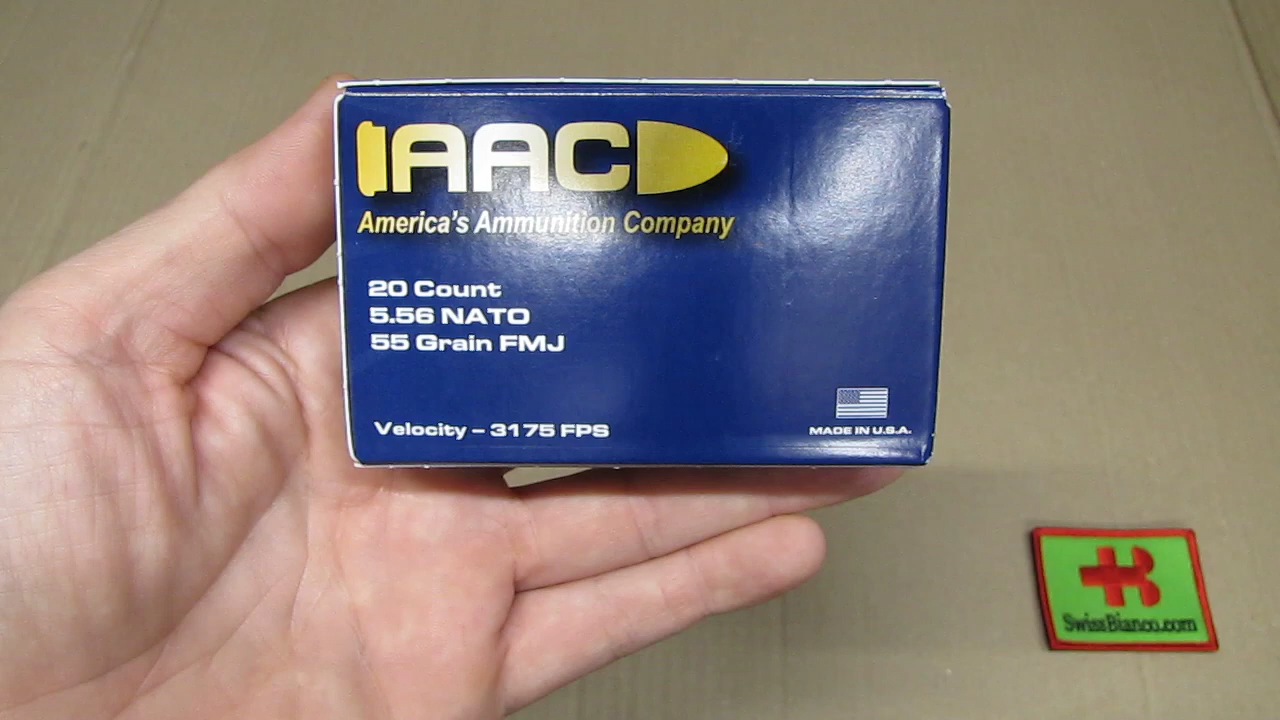 AAC
America's Ammunition Company
20 Count
5.56 NATO
55 Grain FMJ
Velocity – 3175 FPS
MADE IN U.S.A.
SwissBianco.com